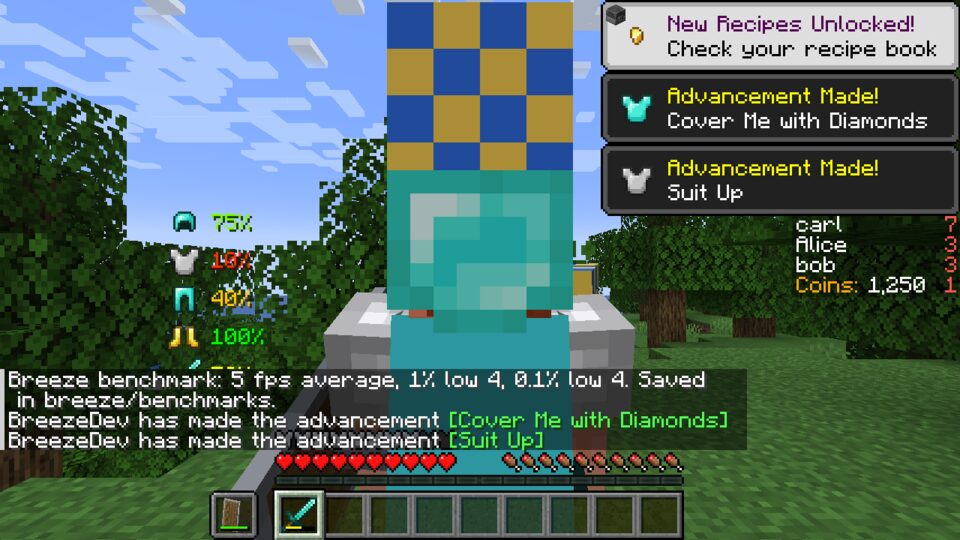 New Recipes Unlocked!
Check your recipe book
Advancement Made!
Cover Me with Diamonds
Advancement Made!
Suit Up
carl 7
Alice 3
bob 3
Coins: 1,250 1
75%
10%
40%
100%
Breeze benchmark: 5 fps average, 1% low 4, 0.1% low 4. Saved
in breeze/benchmarks.
BreezeDev has made the advancement [Cover Me with Diamonds]
BreezeDev has made the advancement [Suit Up]